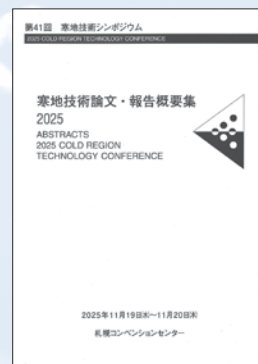 第41回 寒地技術シンポジウム
2025 COLD REGION TECHNOLOGY CONFERENCE
寒地技術論文・報告概要集
2025
ABSTRACTS
2025 COLD REGION
TECHNOLOGY CONFERENCE
2025年11月19日㈬~11月20日㈭
札幌コンベンションセンター